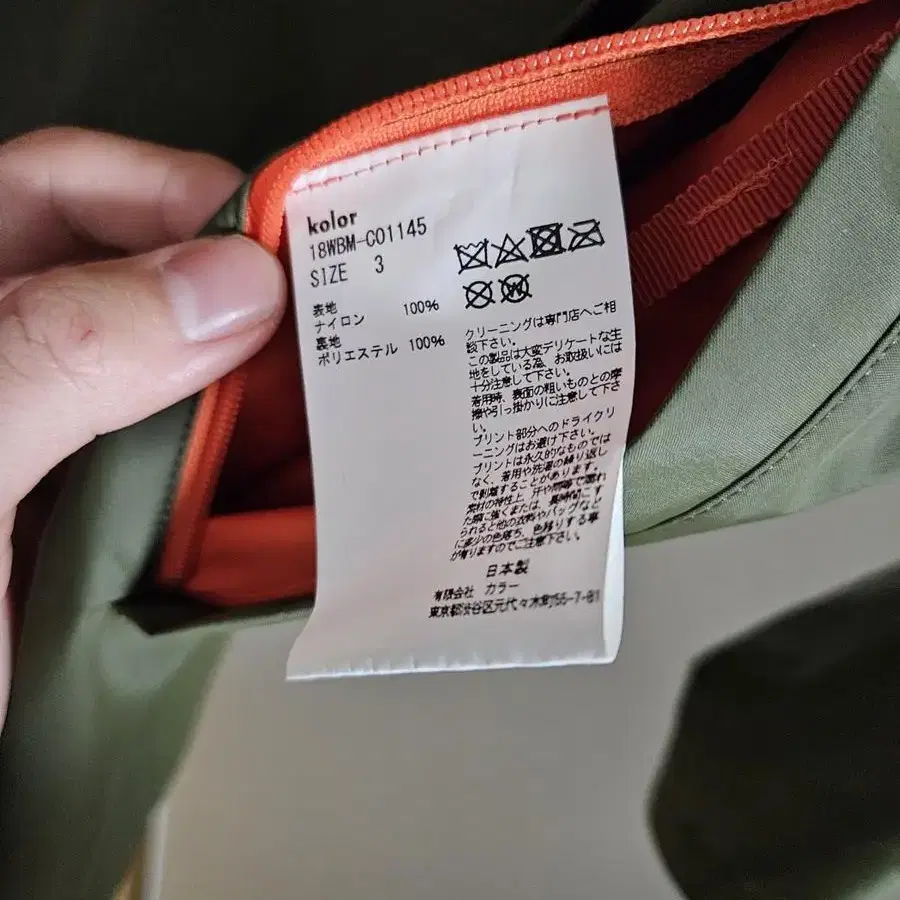 kolor
18WBM-C01145
SIZE 3
表地
ナイロン 100%
裏地
ポリエステル 100%
クリーニングは専門店へご相
談下さい。
この製品は大変デリケートな生
地をしている為、お取扱いには
十分注意して下さい。
着用時、表面の粗いものとの摩
擦や引っ掛かりに注意して下さ
い。
プリント部分へのドライクリ
ーニングはお避け下さい。
プリントは永久的なものでは
なく、着用や洗濯の繰り返し
で剥離することがあります。
素材の特性上、汗や雨等で濡れ
た際に強くまたは、長時間こす
られると他の衣料やバッグなど
に多少の色落ち、色移りする事
が有りますのでご注意下さい。
日本製
有限会社 カラー
東京都渋谷区元代々木町55-7-B1